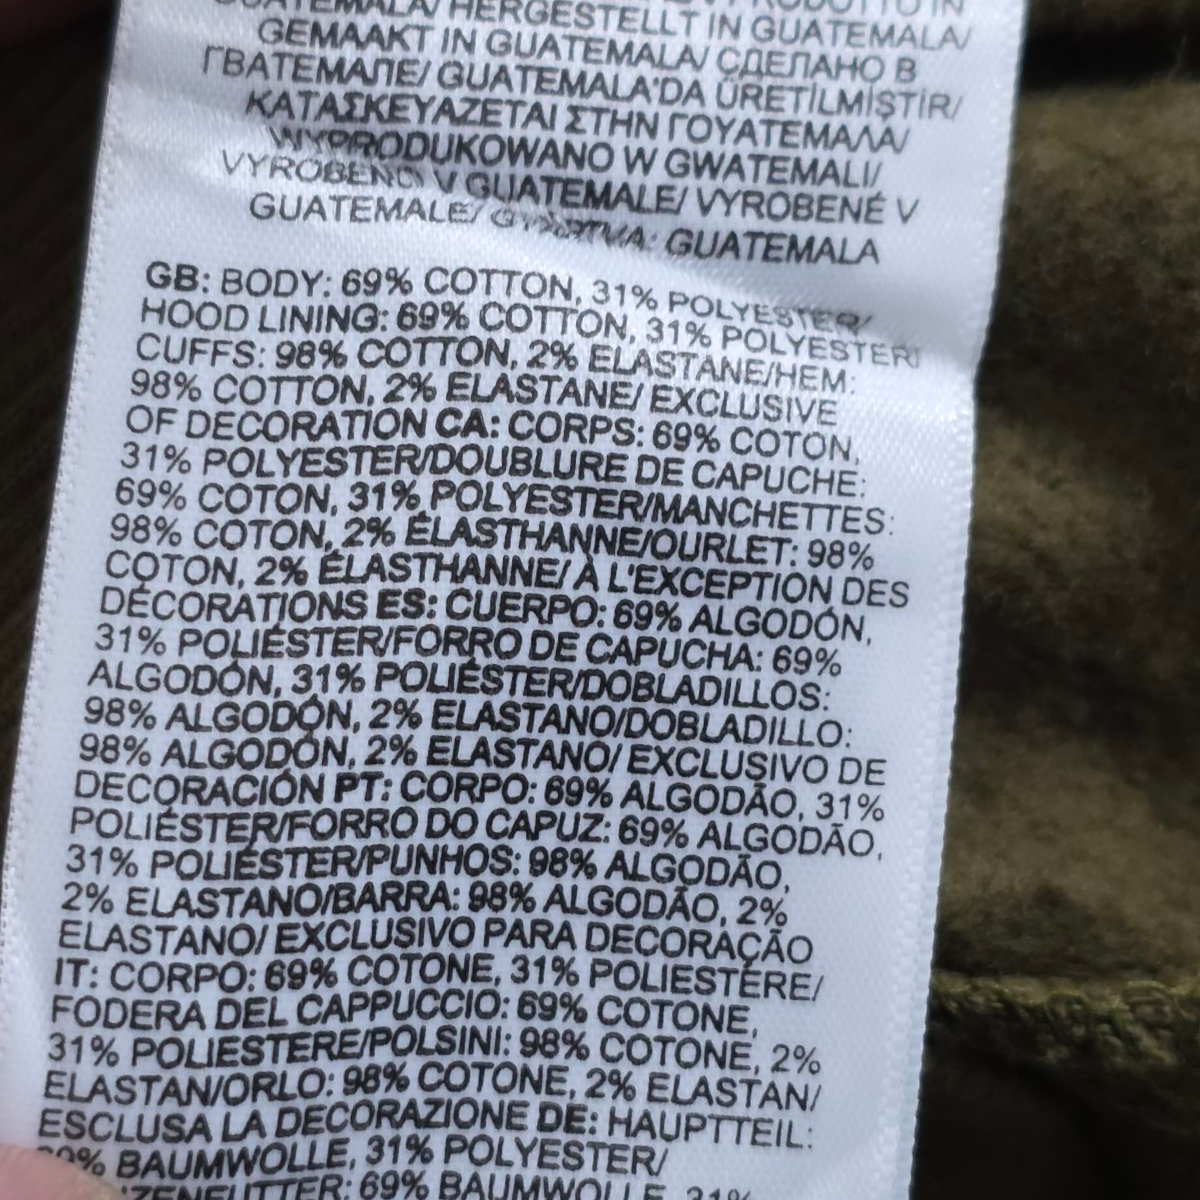 PRODOTTO IN
GUATEMALA/ HERGESTELLT IN GUATEMALA/
GEMAAKT IN GUATEMALA/ СДЕЛАНО В
ГВАТЕМАЛЕ/ GUATEMALA'DA ÜRETİLMİŞTİR/
ΚΑΤΑΣΚΕΥΑΖΕΤΑΙ ΣΤΗΝ ΓΟΥΑΤΕΜΑΛΑ/
WYPRODUKOWANO W GWATEMALI/
VYROBENO V GUATEMALE/ VYROBENÉ V
GUATEMALE/ GUATEMALA
GB: BODY: 69% COTTON, 31% POLYESTER/
HOOD LINING: 69% COTTON, 31% POLYESTER/
CUFFS: 98% COTTON, 2% ELASTANE/HEM:
98% COTTON, 2% ELASTANE/ EXCLUSIVE
OF DECORATION CA: CORPS: 69% COTON,
31% POLYESTER/DOUBLURE DE CAPUCHE:
69% COTON, 31% POLYESTER/MANCHETTES:
98% COTON, 2% ÉLASTHANNE/OURLET: 98%
COTON, 2% ÉLASTHANNE/ À L'EXCEPTION DES
DÉCORATIONS ES: CUERPO: 69% ALGODÓN,
31% POLIÉSTER/FORRO DE CAPUCHA: 69%
ALGODÓN, 31% POLIÉSTER/DOBLADILLOS:
98% ALGODÓN, 2% ELASTANO/DOBLADILLO:
98% ALGODÓN, 2% ELASTANO/ EXCLUSIVO DE
DECORACIÓN PT: CORPO: 69% ALGODÃO, 31%
POLIÉSTER/FORRO DO CAPUZ: 69% ALGODÃO,
31% POLIÉSTER/PUNHOS: 98% ALGODÃO,
2% ELASTANO/BARRA: 98% ALGODÃO, 2%
ELASTANO/ EXCLUSIVO PARA DECORAÇÃO
IT: CORPO: 69% COTONE, 31% POLIESTERE/
FODERA DEL CAPPUCCIO: 69% COTONE,
31% POLIESTERE/POLSINI: 98% COTONE, 2%
ELASTAN/ORLO: 98% COTONE, 2% ELASTAN/
ESCLUSA LA DECORAZIONE DE: HAUPTTEIL:
BAUMWOLLE, 31% POLYESTER/
69% BAUMWOLLE, 31%